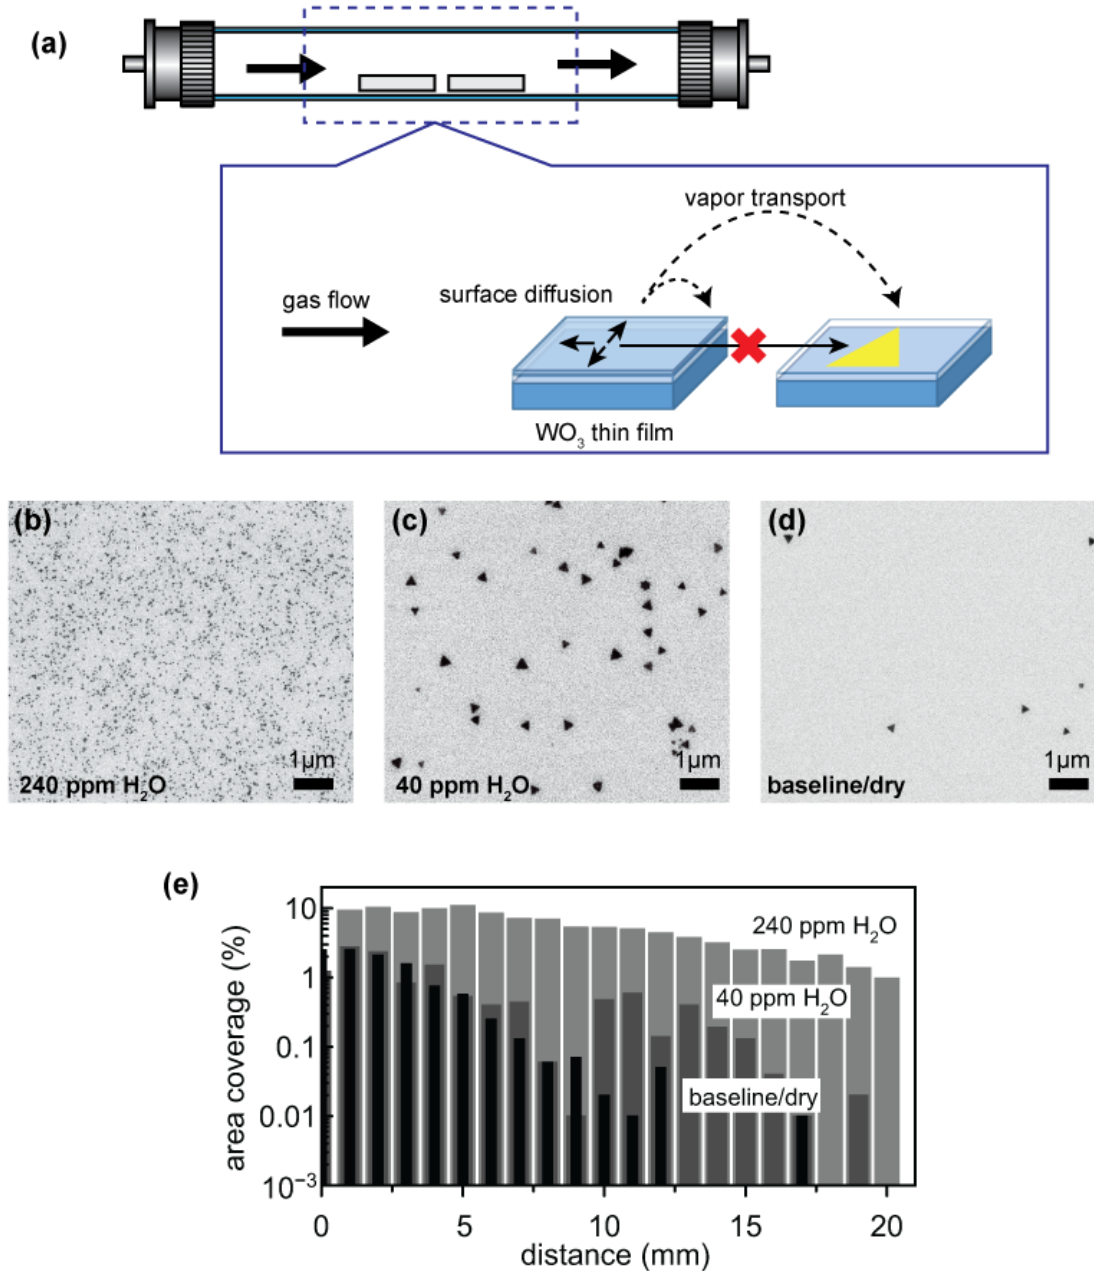 (a)
vapor transport
surface diffusion
gas flow
WO₃ thin film
(b)
(c)
(d)
1μm
240 ppm H₂O
1μm
40 ppm H₂O
1μm
baseline/dry
(e)
10
1
0.1
0.01
10⁻³
area coverage (%)
240 ppm H₂O
40 ppm H₂O
baseline/dry
0
5
10
15
20
distance (mm)